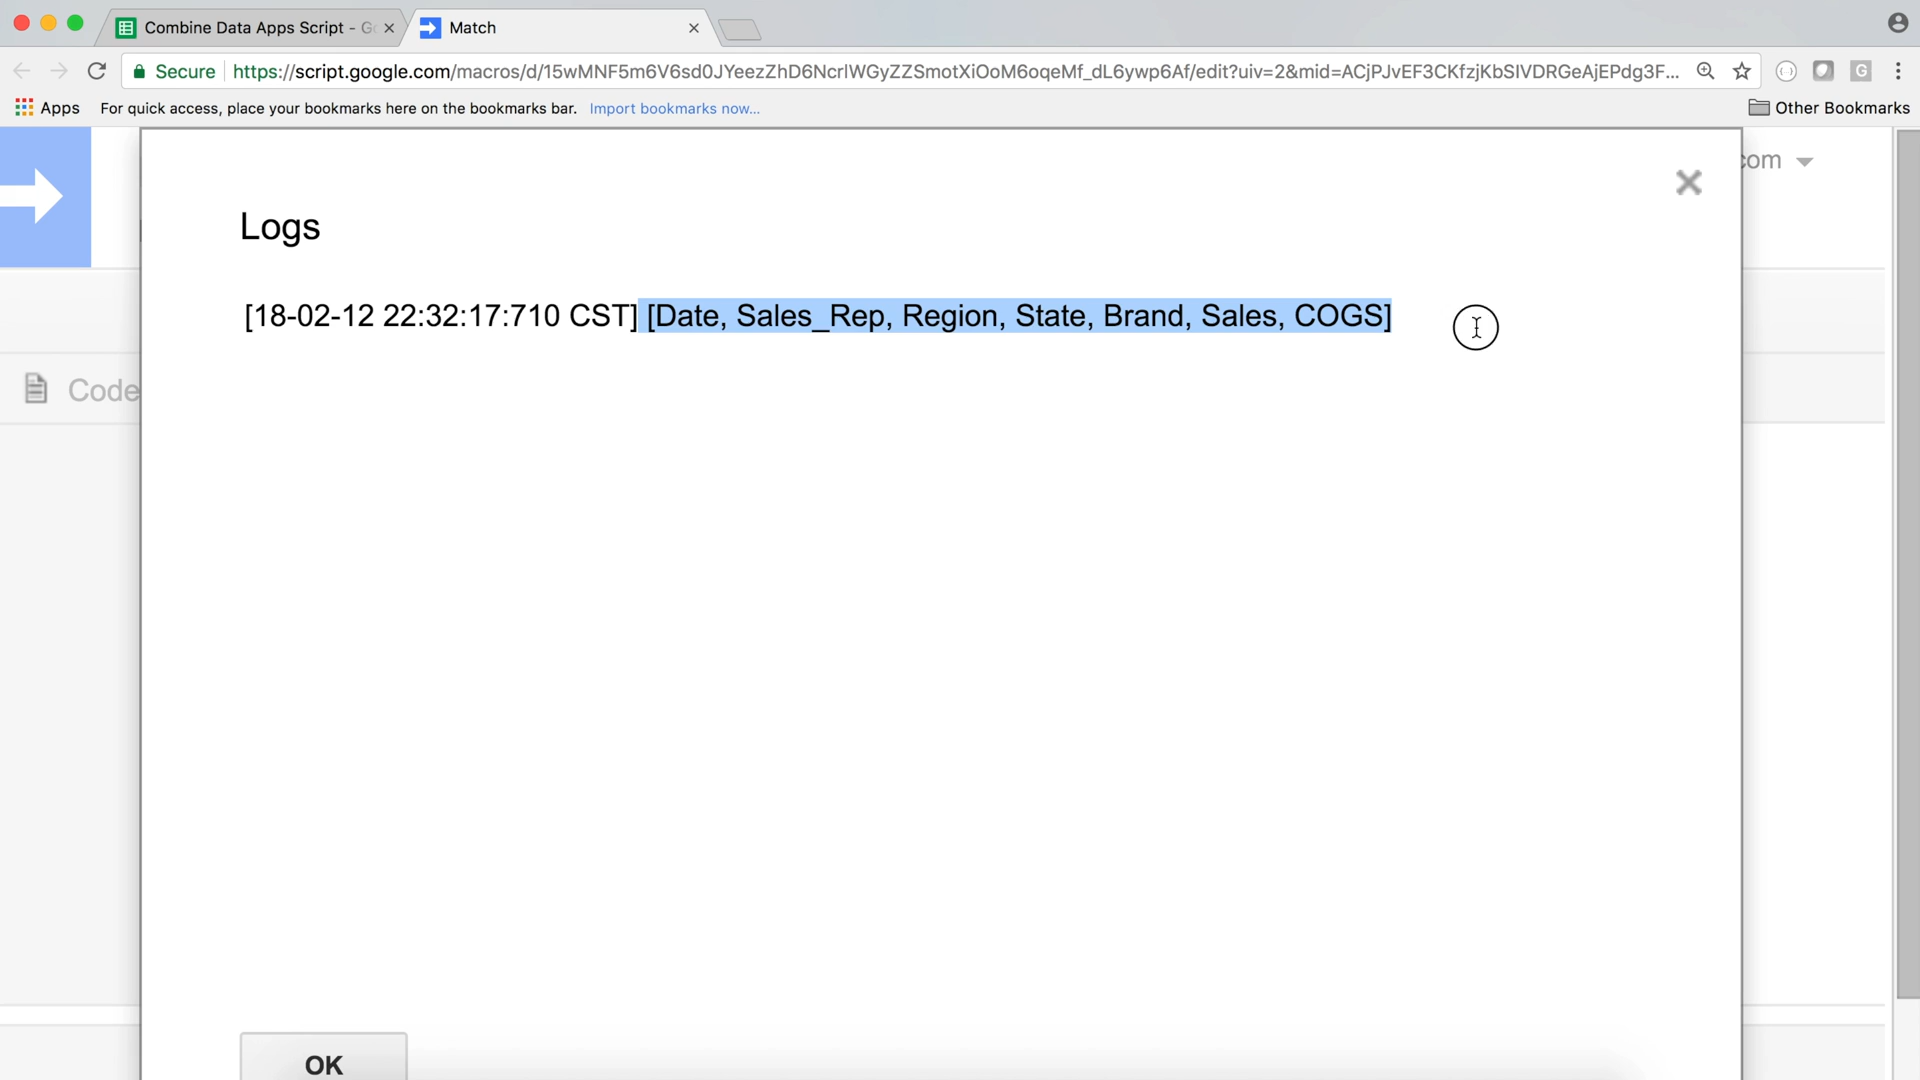 Combine Data Apps Script - G
Match
Secure
https://script.google.com/macros/d/15wMNF5m6V6sd0JYeezZhD6NcrlWGyZZSmotXiOoM6oqeMf_dL6ywp6Af/edit?uiv=2&mid=ACjPJvEF3CKfzjKbSIVDRGeAjEPdg3F...
G
Apps
For quick access, place your bookmarks here on the bookmarks bar.
Import bookmarks now...
Other Bookmarks
com
Logs
[18-02-12 22:32:17:710 CST] [Date, Sales_Rep, Region, State, Brand, Sales, COGS]
Code
OK